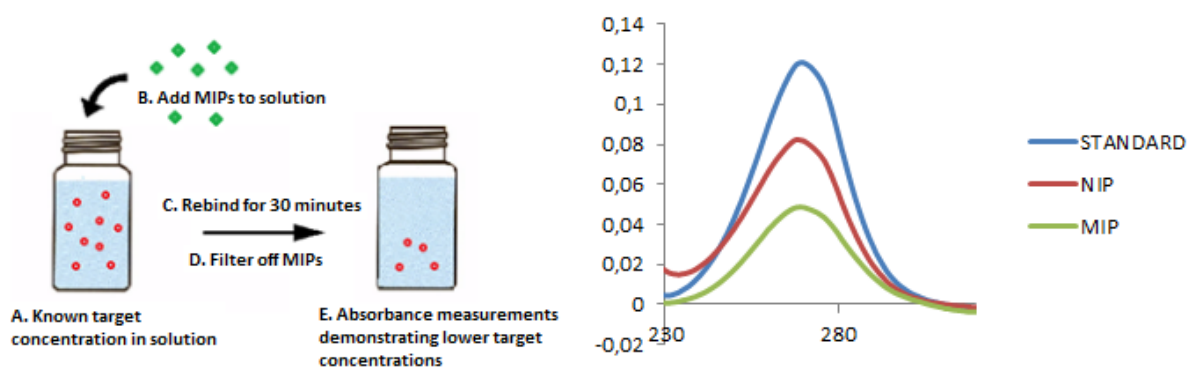 B. Add MIPs to solution
C. Rebind for 30 minutes
D. Filter off MIPs
A. Known target
concentration in solution
E. Absorbance measurements
demonstrating lower target
concentrations
0,14
0,12
0,1
0,08
0,06
0,04
0,02
0
-0,02
230
280
STANDARD
NIP
MIP